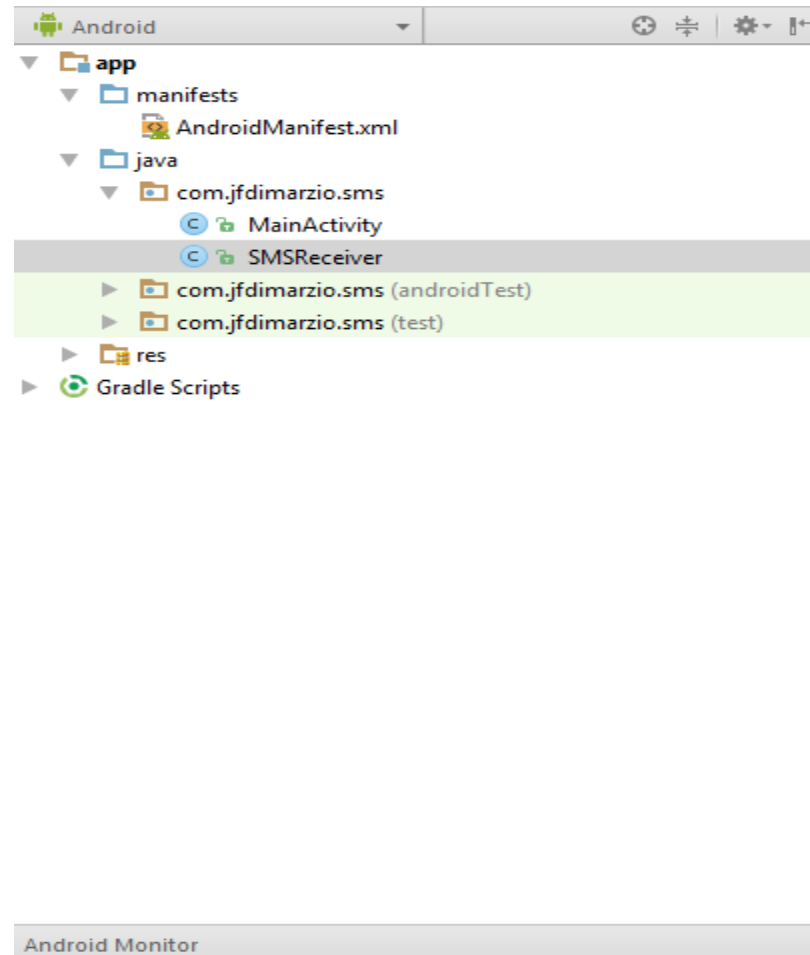 Android
app
manifests
AndroidManifest.xml
java
com.jfdimarzio.sms
C MainActivity
C SMSReceiver
com.jfdimarzio.sms (androidTest)
com.jfdimarzio.sms (test)
res
Gradle Scripts
Android Monitor